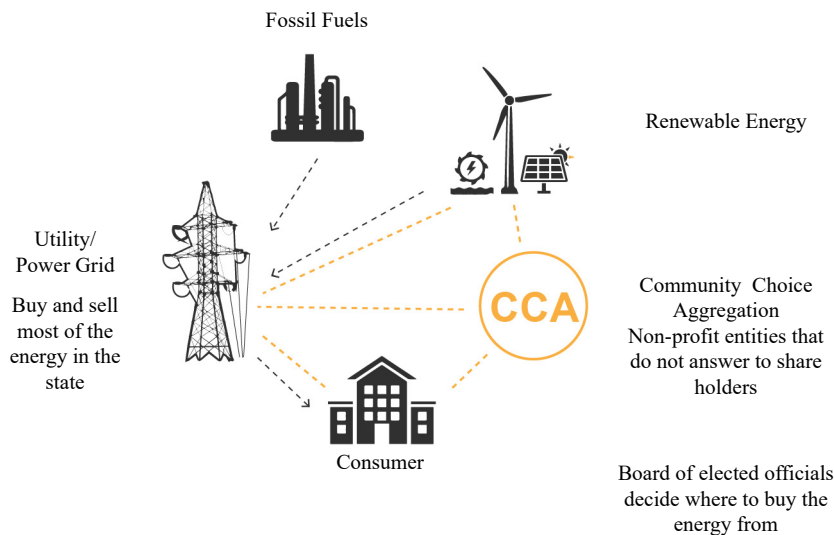 Fossil Fuels
Renewable Energy
Utility/
Power Grid
Buy and sell
most of the
energy in the
state
CCA
Community Choice
Aggregation
Non-profit entities that
do not answer to share
holders
Consumer
Board of elected officials
decide where to buy the
energy from